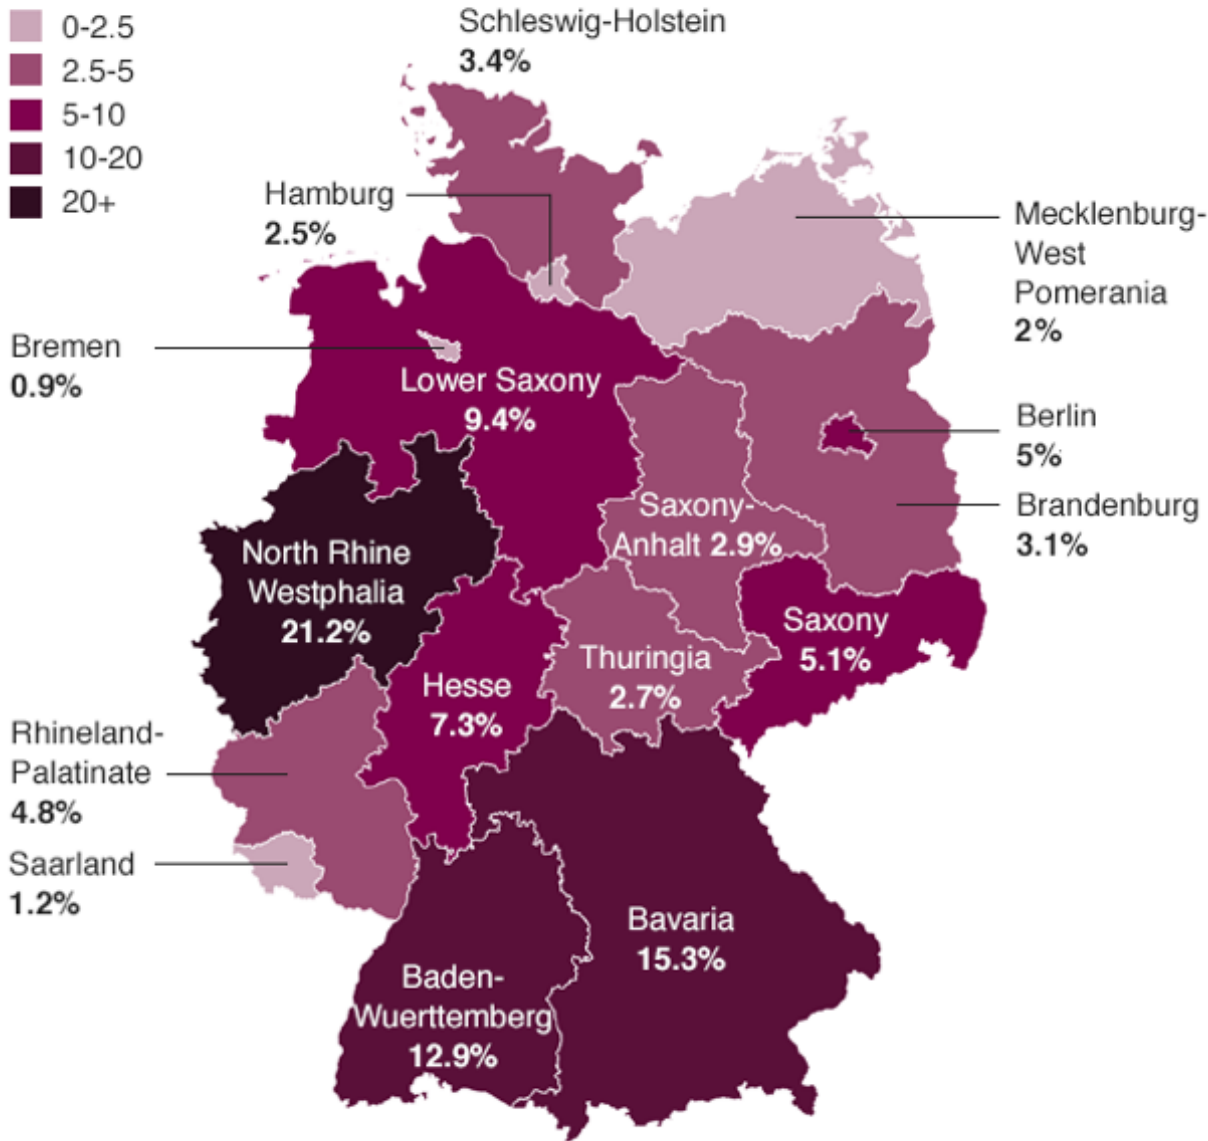 0-2.5
2.5-5
5-10
10-20
20+
Schleswig-Holstein
3.4%
Hamburg
2.5%
Mecklenburg-
West
Pomerania
2%
Bremen
0.9%
Lower Saxony
9.4%
Berlin
5%
Brandenburg
3.1%
Saxony-
Anhalt 2.9%
North Rhine
Westphalia
21.2%
Saxony
5.1%
Thuringia
2.7%
Hesse
7.3%
Rhineland-
Palatinate
4.8%
Saarland
1.2%
Bavaria
15.3%
Baden-
Wuerttemberg
12.9%